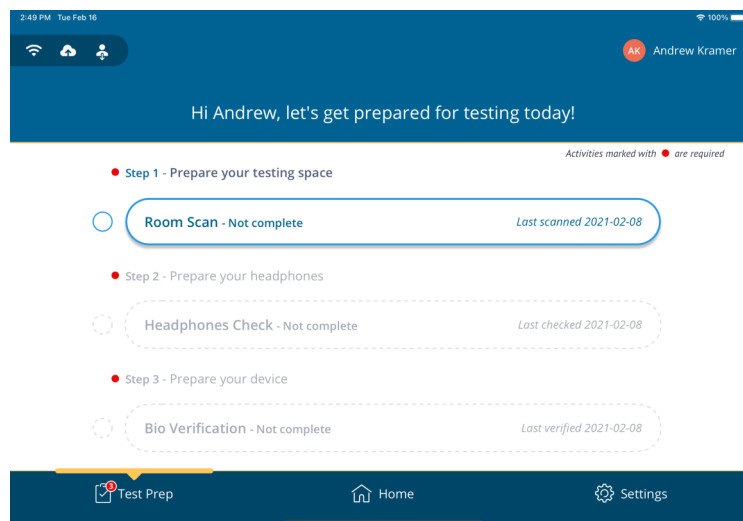 2:49 PM Tue Feb 16 100%
AK Andrew Kramer
Hi Andrew, let's get prepared for testing today!
Activities marked with are required
Step 1 - Prepare your testing space
Room Scan - Not complete Last scanned 2021-02-08
Step 2 - Prepare your headphones
Headphones Check - Not complete Last checked 2021-02-08
Step 3 - Prepare your device
Bio Verification - Not complete Last verified 2021-02-08
3 Test Prep Home Settings